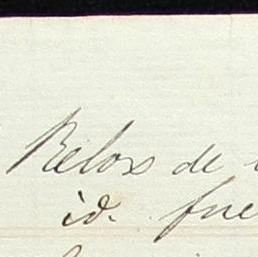 Relox de
id. fue